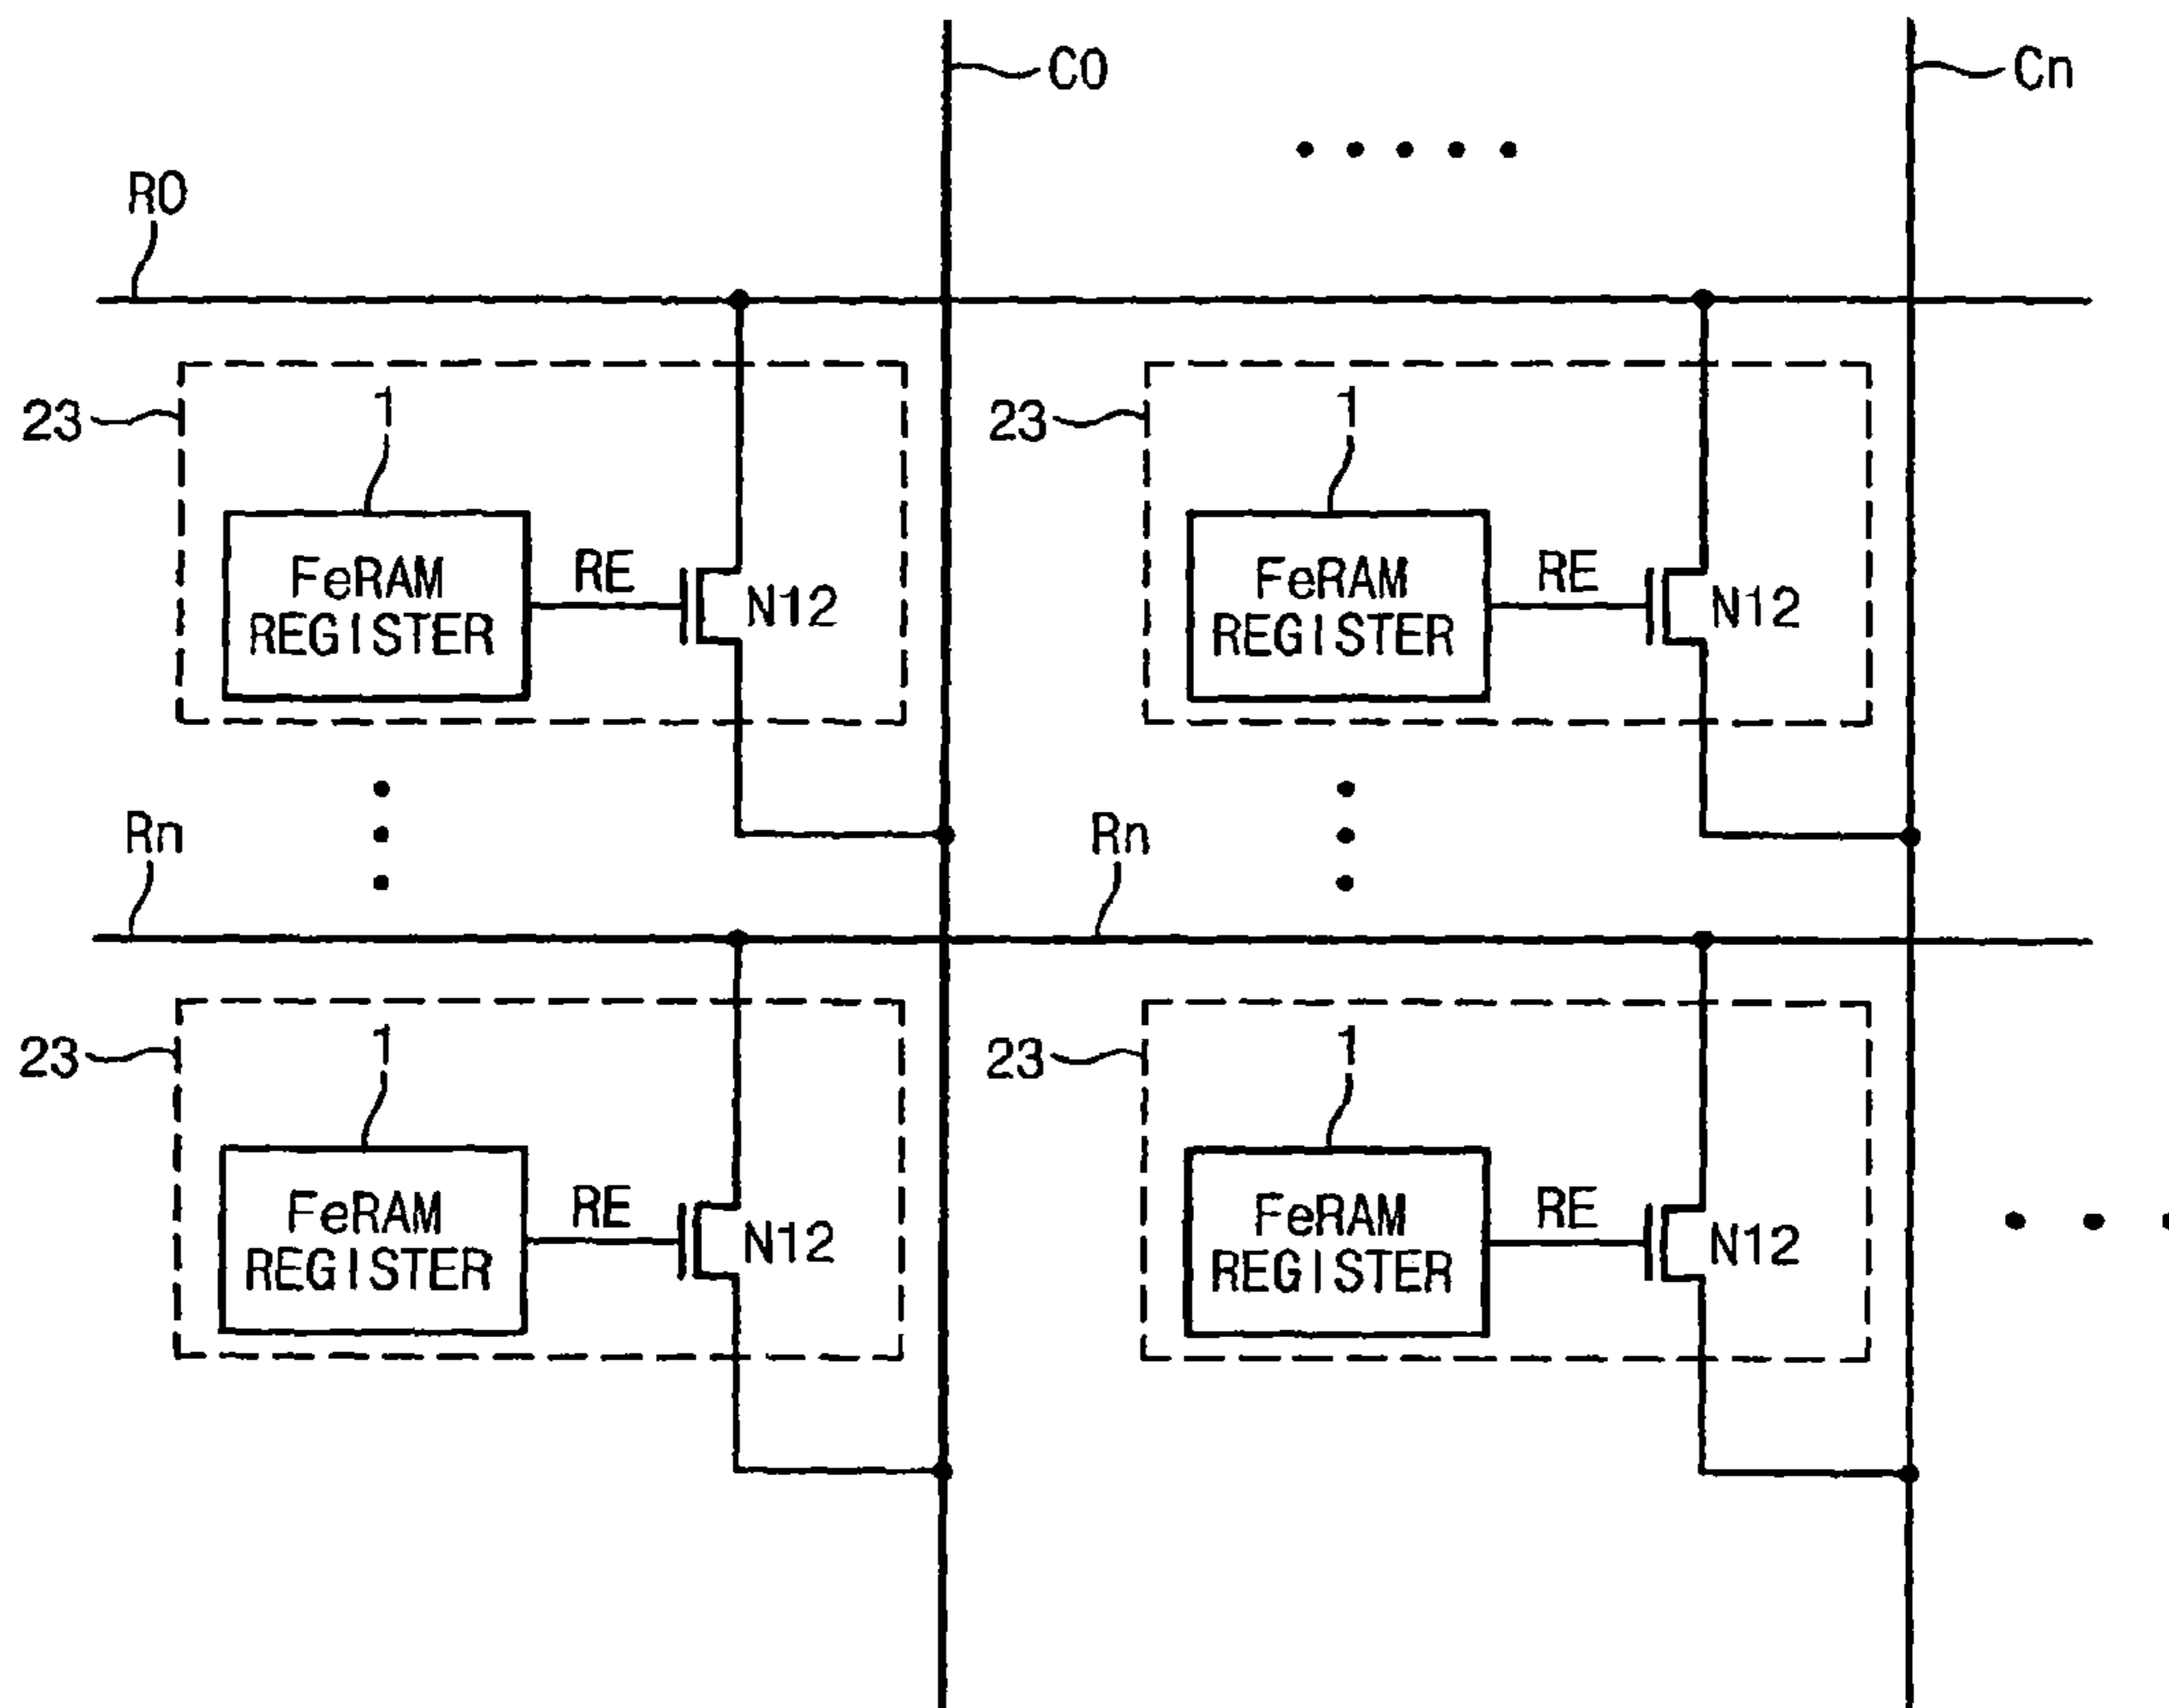 C0
Cn
R0
23
1
23
1
FeRAM
REGISTER
RE
N12
FeRAM
REGISTER
RE
N12
Rn
Rn
23
1
23
1
FeRAM
REGISTER
RE
N12
FeRAM
REGISTER
RE
N12